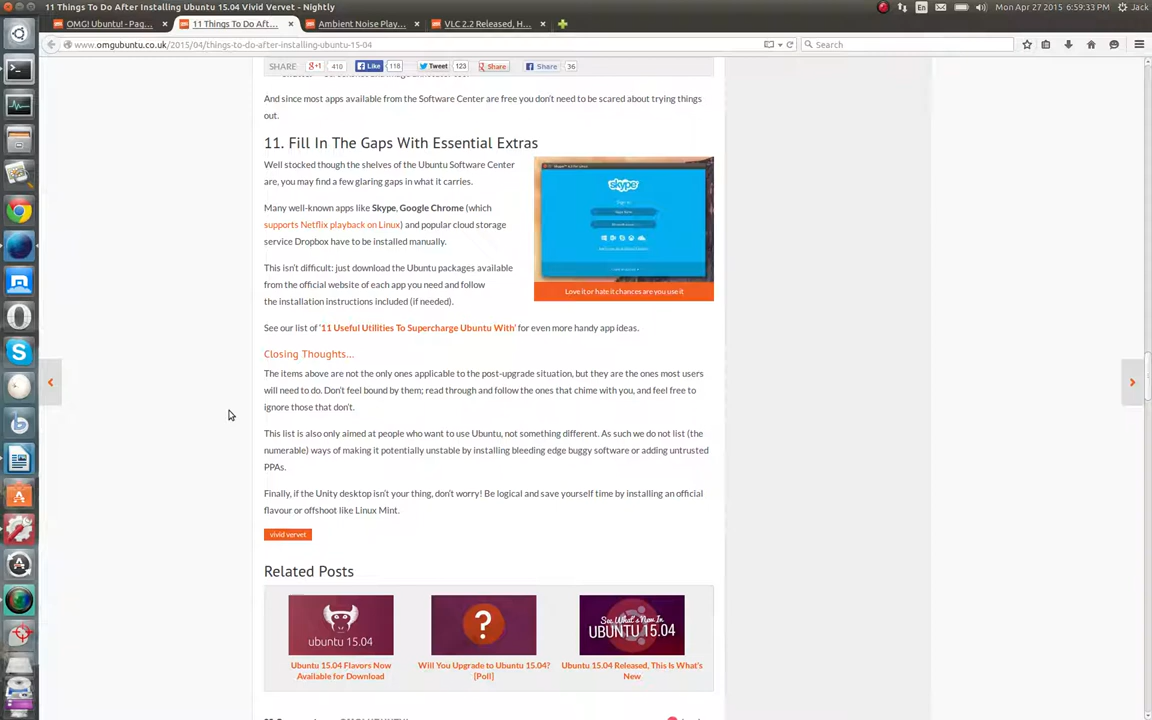 11 Things To Do After Installing Ubuntu 15.04 Vivid Vervet - Nightly
En
Mon Apr 27 2015 6:59:33 PM
Jack
OMG! Ubuntu! - Pag...
11 Things To Do Aft...
Ambient Noise Play...
VLC 2.2 Released, H...
www.omgubuntu.co.uk/2015/04/things-to-do-after-installing-ubuntu-15-04
Search
SHARE
+1
410
Like
118
Tweet
123
Share
Share
36
And since most apps available from the Software Center are free you don't need to be scared about trying things
out.
11. Fill In The Gaps With Essential Extras
Well stocked though the shelves of the Ubuntu Software Center
are, you may find a few glaring gaps in what it carries.
Many well-known apps like Skype, Google Chrome (which
supports Netflix playback on Linux) and popular cloud storage
service Dropbox have to be installed manually.
This isn't difficult: just download the Ubuntu packages available
from the official website of each app you need and follow
the installation instructions included (if needed).
skype
Love it or hate it chances are you use it
See our list of '11 Useful Utilities To Supercharge Ubuntu With' for even more handy app ideas.
Closing Thoughts...
The items above are not the only ones applicable to the post-upgrade situation, but they are the ones most users
will need to do. Don't feel bound by them; read through and follow the ones that chime with you, and feel free to
ignore those that don't.
This list is also only aimed at people who want to use Ubuntu, not something different. As such we do not list (the
numerable) ways of making it potentially unstable by installing bleeding edge buggy software or adding untrusted
PPAs.
Finally, if the Unity desktop isn't your thing, don't worry! Be logical and save yourself time by installing an official
flavour or offshoot like Linux Mint.
vivid vervet
Related Posts
ubuntu 15.04
?
See What's New In
UBUNTU 15.04
Ubuntu 15.04 Flavors Now
Available for Download
Will You Upgrade to Ubuntu 15.04?
[Poll]
Ubuntu 15.04 Released, This Is What's
New